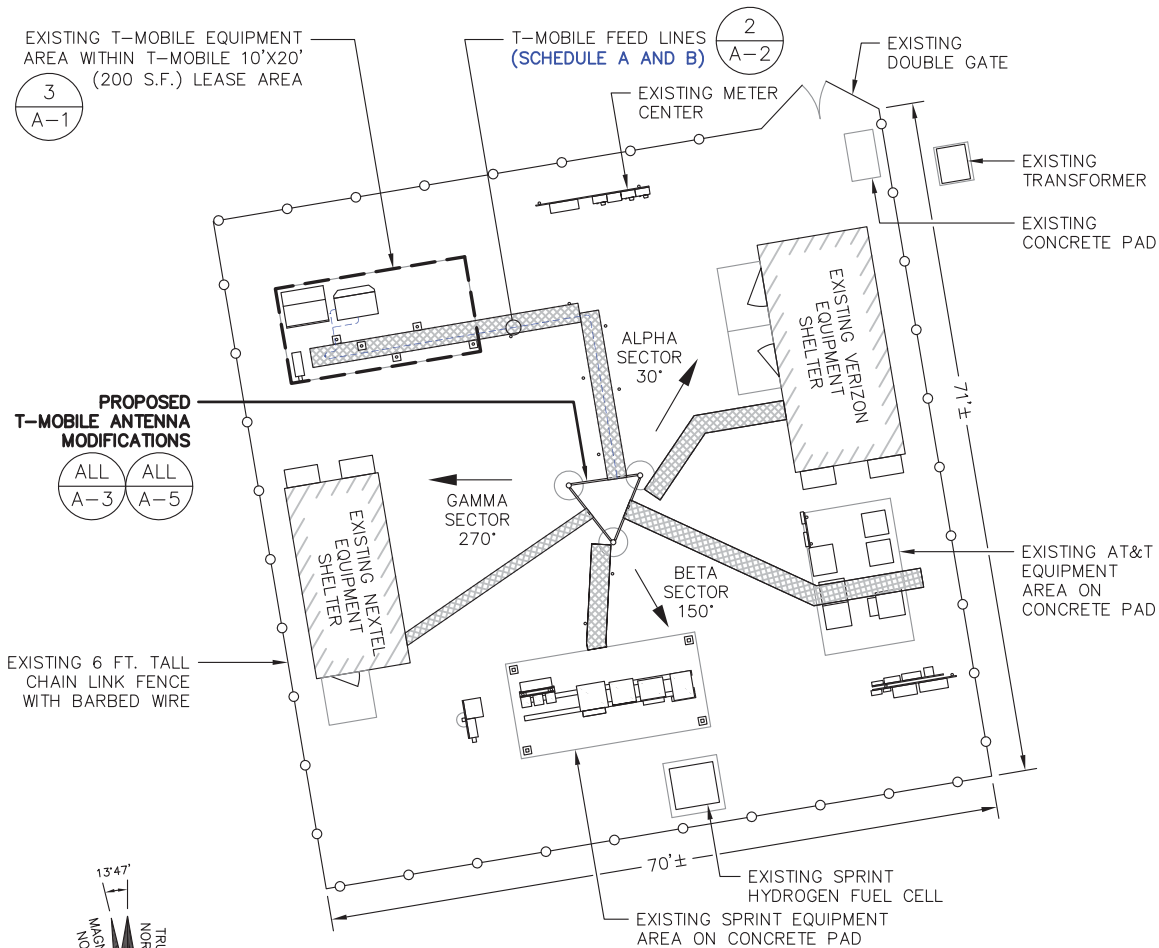 EXISTING T-MOBILE EQUIPMENT
AREA WITHIN T-MOBILE 10'X20'
(200 S.F.) LEASE AREA
3
A-1
T-MOBILE FEED LINES
(SCHEDULE A AND B)
2
A-2
EXISTING
DOUBLE GATE
EXISTING METER
CENTER
EXISTING
TRANSFORMER
EXISTING
CONCRETE PAD
EXISTING VERIZON
EQUIPMENT
SHELTER
ALPHA
SECTOR
30°
71'±
PROPOSED
T-MOBILE ANTENNA
MODIFICATIONS
ALL
A-3
ALL
A-5
GAMMA
SECTOR
270°
EXISTING NEXTEL
EQUIPMENT
SHELTER
BETA
SECTOR
150°
EXISTING AT&T
EQUIPMENT
AREA ON
CONCRETE PAD
EXISTING 6 FT. TALL
CHAIN LINK FENCE
WITH BARBED WIRE
70'±
EXISTING SPRINT
HYDROGEN FUEL CELL
EXISTING SPRINT EQUIPMENT
AREA ON CONCRETE PAD
13°47'